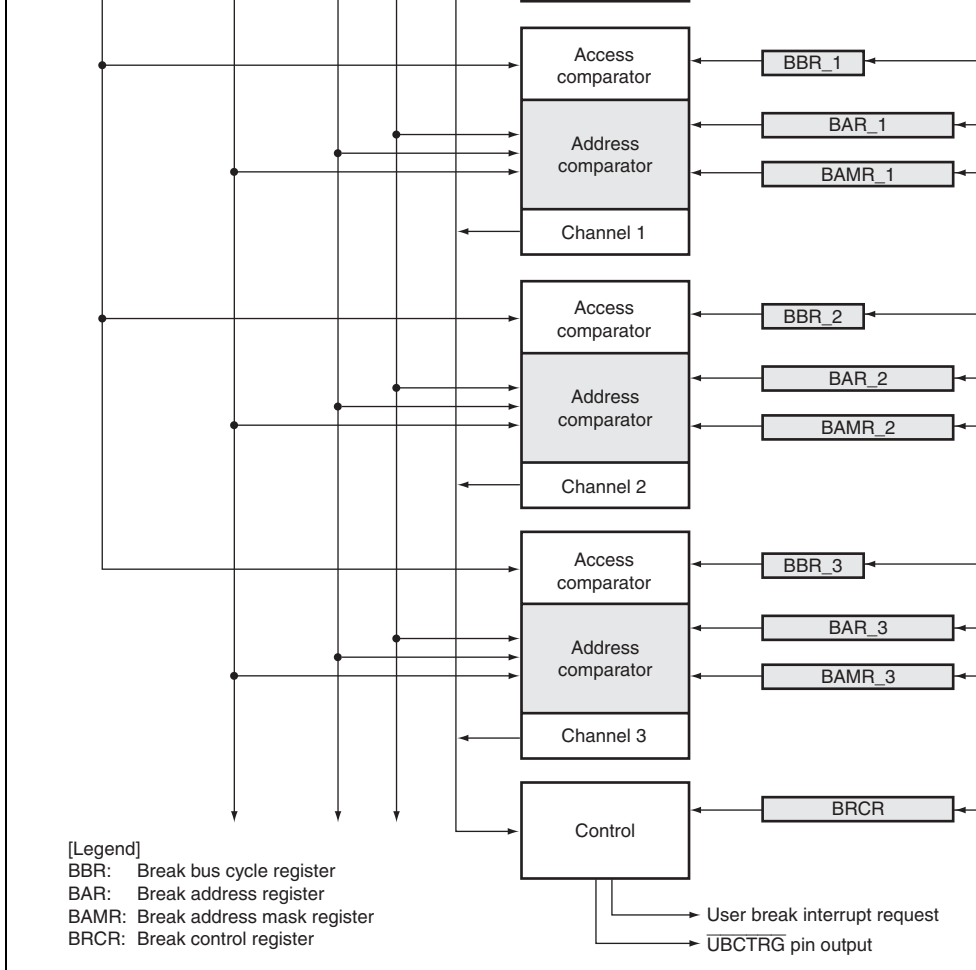 Access
comparator
BBR_1
Address
comparator
BAR_1
BAMR_1
Channel 1
Access
comparator
BBR_2
Address
comparator
BAR_2
BAMR_2
Channel 2
Access
comparator
BBR_3
Address
comparator
BAR_3
BAMR_3
Channel 3
Control
BRCR
[Legend]
BBR: Break bus cycle register
BAR: Break address register
BAMR: Break address mask register
BRCR: Break control register
User break interrupt request
UBCTRG pin output